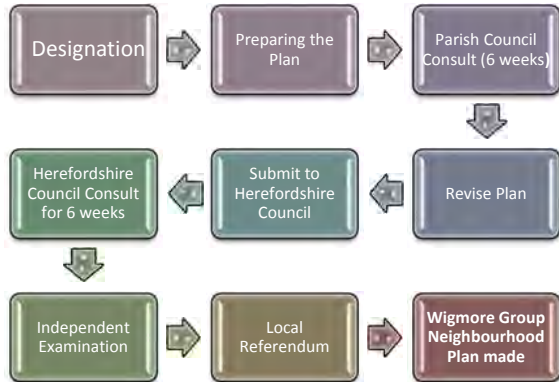 Designation
Preparing the
Plan
Parish Council
Consult (6 weeks)
Revise Plan
Submit to
Herefordshire
Council
Herefordshire
Council Consult
for 6 weeks
Independent
Examination
Local
Referendum
Wigmore Group
Neighbourhood
Plan made